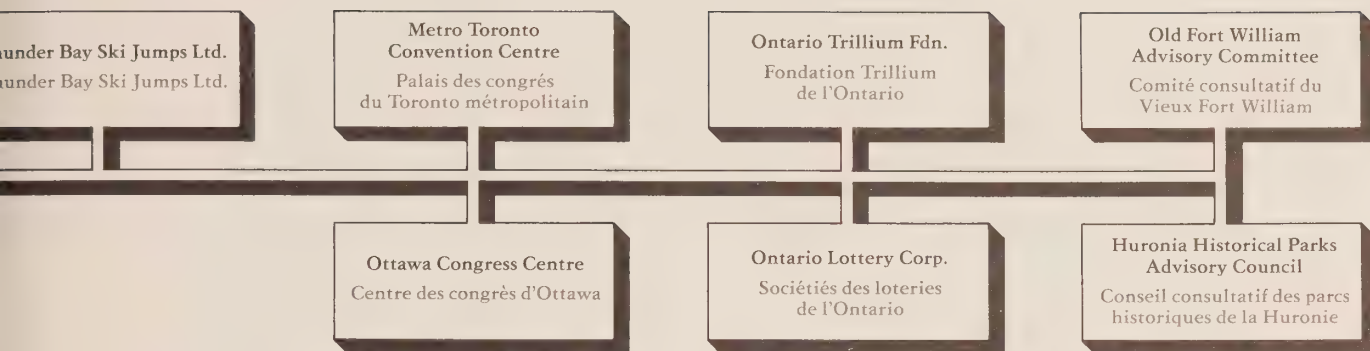 hunder Bay Ski Jumps Ltd.
hunder Bay Ski Jumps Ltd.
Metro Toronto
Convention Centre
Palais des congrés
du Toronto métropolitain
Ontario Trillium Fdn.
Fondation Trillium
de l'Ontario
Old Fort William
Advisory Committee
Comité consultatif du
Vieux Fort William
Ottawa Congress Centre
Centre des congrès d'Ottawa
Ontario Lottery Corp.
Sociétiés des loteries
de l'Ontario
Huronia Historical Parks
Advisory Council
Conseil consultatif des parcs
historiques de la Huronie